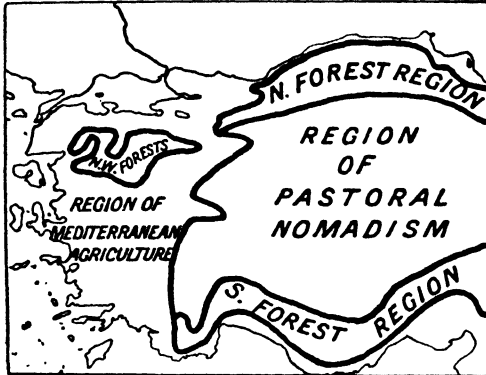 N. FOREST REGION
REGION
OF
PASTORAL
NOMADISM
N.W. FORESTS
REGION OF
MEDITERRANEAN
AGRICULTURE
S. FOREST REGION